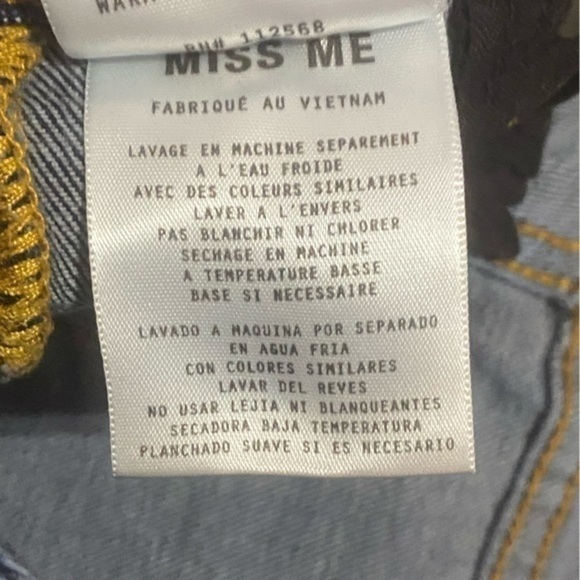 RN# 112568
MISS ME
FABRIQUÉ AU VIETNAM
LAVAGE EN MACHINE SEPAREMENT
A L'EAU FROIDE
AVEC DES COLEURS SIMILAIRES
LAVER A L'ENVERS
PAS BLANCHIR NI CHLORER
SECHAGE EN MACHINE
A TEMPERATURE BASSE
BASE SI NECESSAIRE
LAVADO A MAQUINA POR SEPARADO
EN AGUA FRIA
CON COLORES SIMILARES
LAVAR DEL REVES
NO USAR LEJIA NI BLANQUEANTES
SECADORA BAJA TEMPERATURA
PLANCHADO SUAVE SI ES NECESARIO